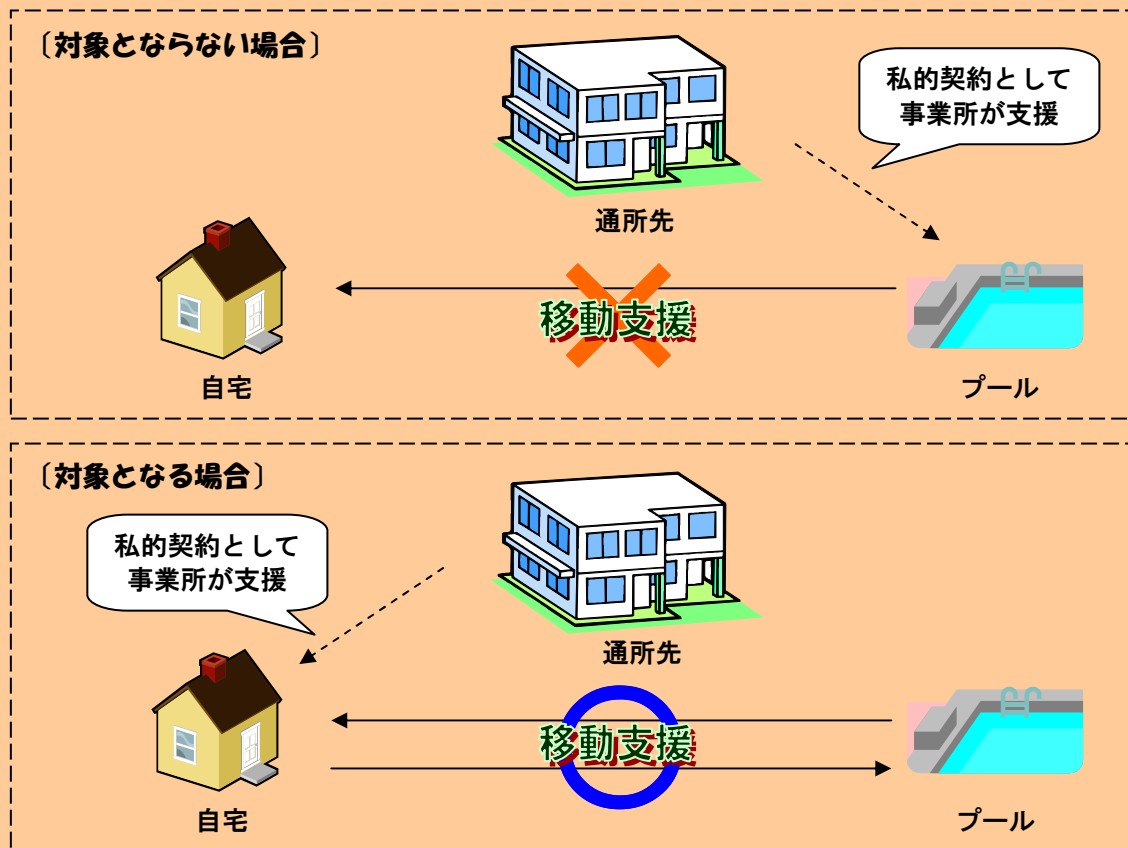 〔対象とならない場合〕
私的契約として
事業所が支援
通所先
移動支援
自宅
プール
〔対象となる場合〕
私的契約として
事業所が支援
通所先
移動支援
自宅
プール